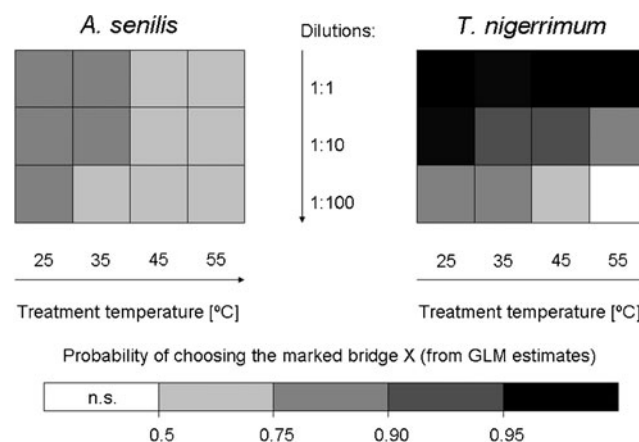 A. senilis
Dilutions:
T. nigerrimum
1:1
1:10
1:100
25 35 45 55
25 35 45 55
Treatment temperature [ºC]
Treatment temperature [ºC]
Probability of choosing the marked bridge X (from GLM estimates)
n.s.
0.5 0.75 0.90 0.95